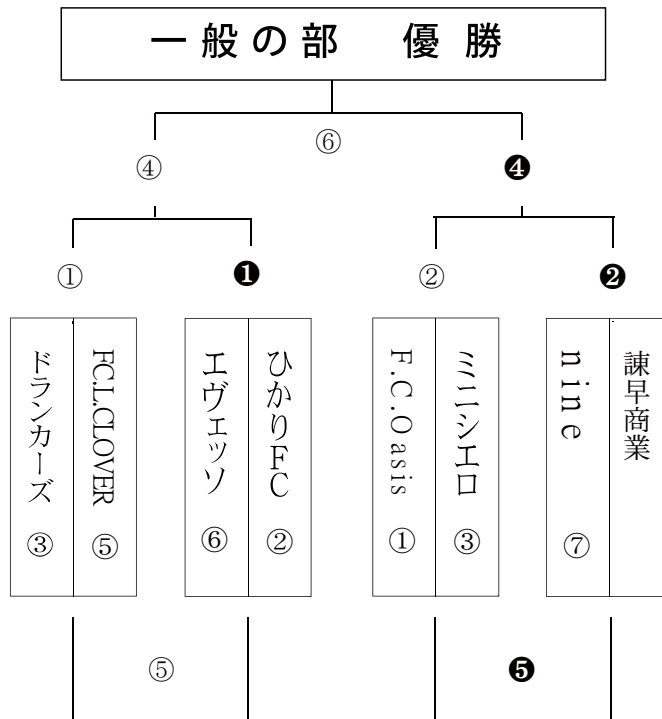 一般の部 優勝
⑥
④ ❹
① ❶ ② ❷
ドランカーズ ③
FC.L.CLOVER ⑤
エヴェッソ ⑥
ひかりFC ②
F.C.Oasis ①
ミニシエロ ③
nine ⑦
諫早商業
⑤ ❺